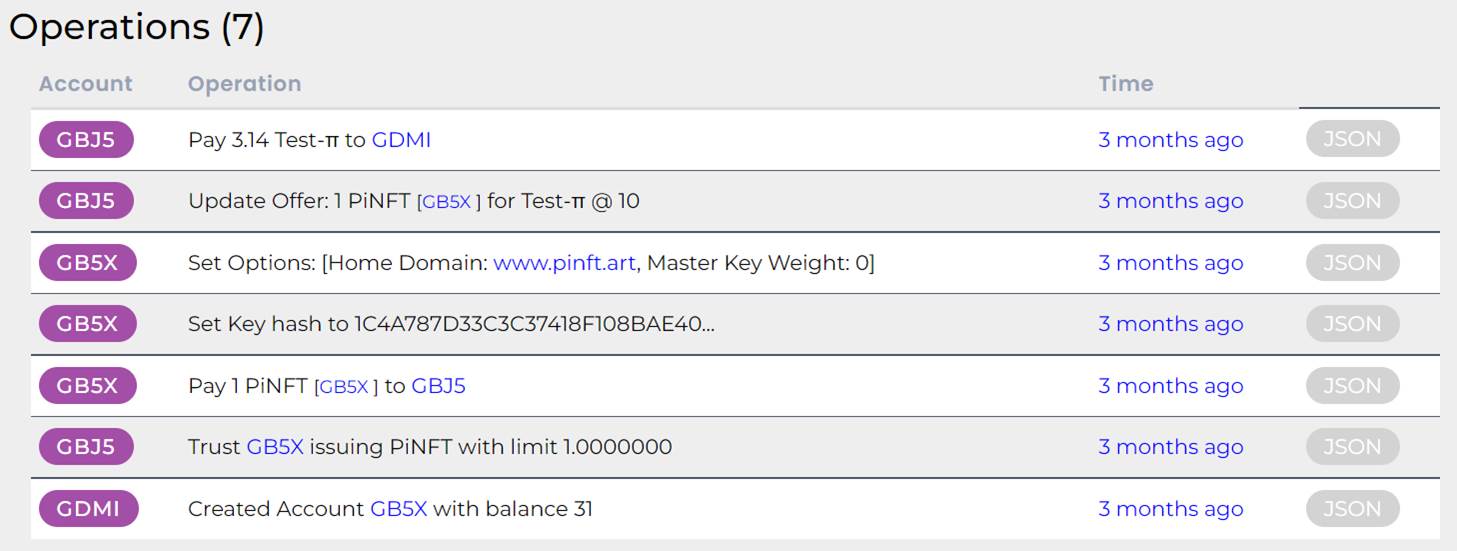 Operations (7)
Account Operation Time
GBJ5 Pay 3.14 Test-π to GDMI 3 months ago JSON
GBJ5 Update Offer: 1 PiNFT [GB5X ] for Test-π @ 10 3 months ago JSON
GB5X Set Options: [Home Domain: www.pinft.art, Master Key Weight: 0] 3 months ago JSON
GB5X Set Key hash to 1C4A787D33C3C37418F108BAE40... 3 months ago JSON
GB5X Pay 1 PiNFT [GB5X ] to GBJ5 3 months ago JSON
GBJ5 Trust GB5X issuing PiNFT with limit 1.0000000 3 months ago JSON
GDMI Created Account GB5X with balance 31 3 months ago JSON